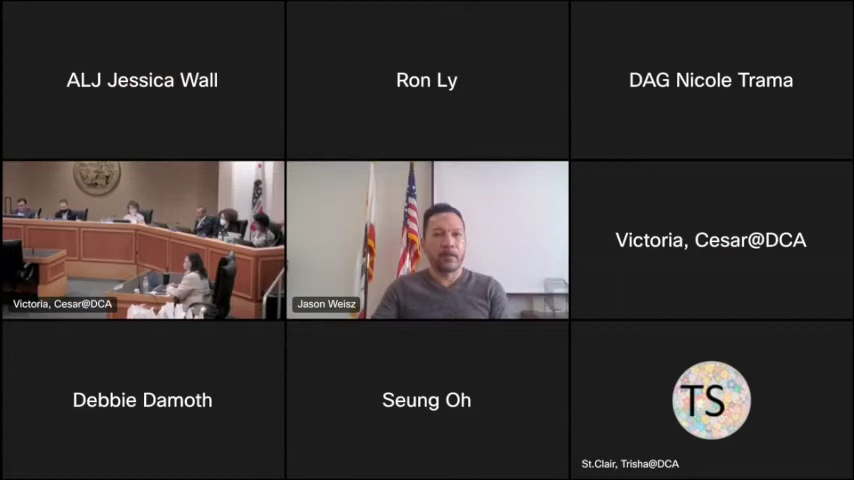 ALJ Jessica Wall
Ron Ly
DAG Nicole Trama
Victoria, Cesar@DCA
Jason Weisz
Victoria, Cesar@DCA
Debbie Damoth
Seung Oh
TS
St.Clair, Trisha@DCA